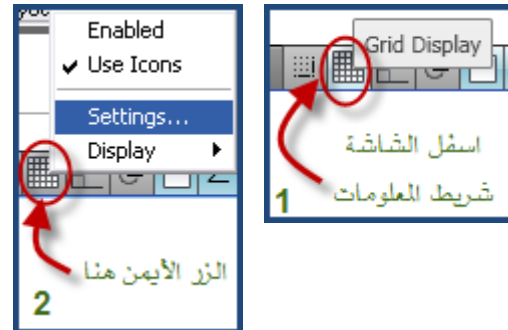 Grid Display
اسفل الشاشة
شريط المعلومات
1
Enabled
✓ Use Icons
Settings...
Display
الزر الأيمن هنا
2